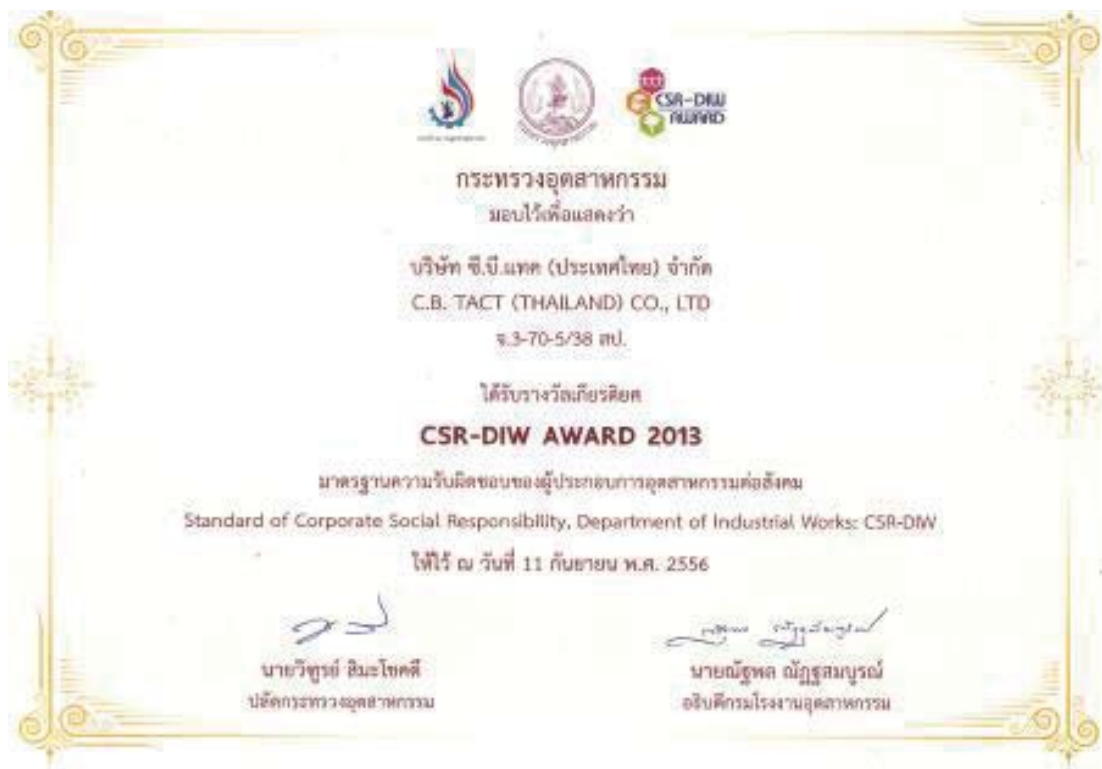 CSR-DIW
AWARD
กระทรวงอุตสาหกรรม
มอบไว้เพื่อแสดงว่า
บริษัท ซี.บี.แทค (ประเทศไทย) จำกัด
C.B. TACT (THAILAND) CO., LTD
จ.3-70-5/38 สป.
ได้รับรางวัลเกียรติยศ
CSR-DIW AWARD 2013
มาตรฐานความรับผิดชอบของผู้ประกอบการอุตสาหกรรมต่อสังคม
Standard of Corporate Social Responsibility, Department of Industrial Works: CSR-DIW
ให้ไว้ ณ วันที่ 11 กันยายน พ.ศ. 2556
นายวิฑูรย์ สิมะโชคดี
ปลัดกระทรวงอุตสาหกรรม
นายณัฐพล ณัฏฐสมบูรณ์
อธิบดีกรมโรงงานอุตสาหกรรม